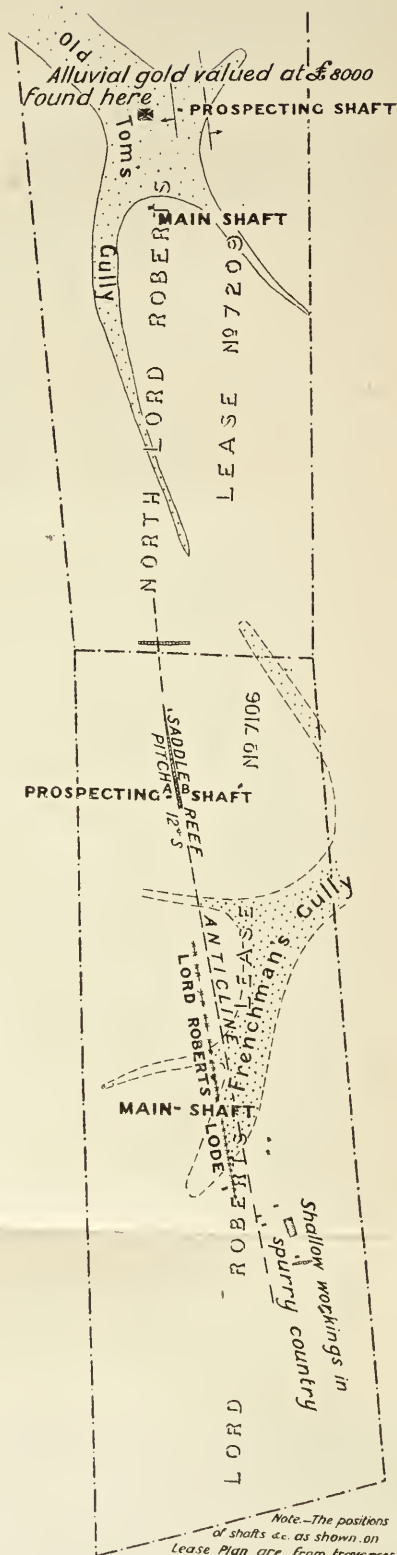 Old
Tom's
Gully
Alluvial gold valued at £8000
found here
PROSPECTING SHAFT
MAIN SHAFT
NORTH LORD ROBERTS
LEASE No 7209
No 7106
SADDLE REEF
PITCH 12° S
PROSPECTING A B SHAFT
ANTICLINE
LORD ROBERTS LODE
Frenchman's Gully
MAIN-SHAFT
LORD ROBERTS LEASE
Shallow workings in
spurry country
Note.–The positions
of shafts &c. as shown on
Lease Plan are from traverses